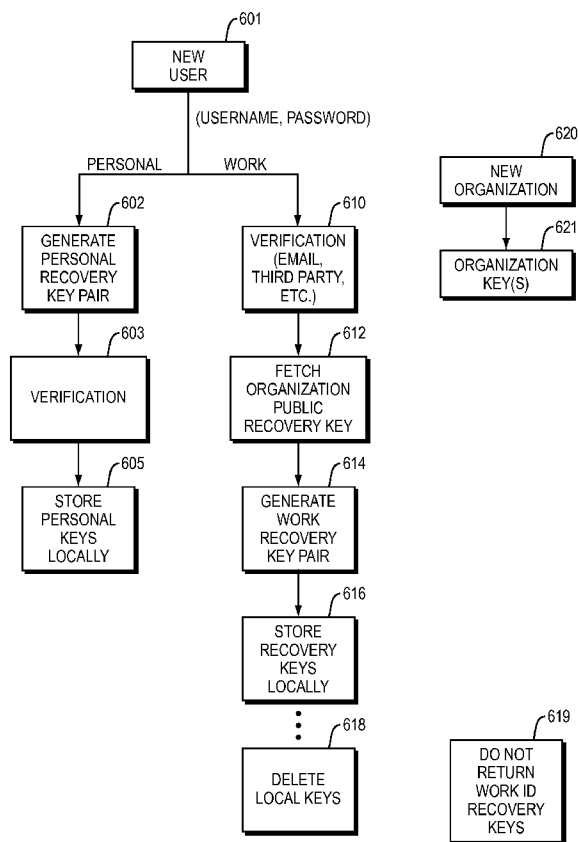 601
NEW
USER
(USERNAME, PASSWORD)
PERSONAL
WORK
602
GENERATE
PERSONAL
RECOVERY
KEY PAIR
603
VERIFICATION
605
STORE
PERSONAL
KEYS
LOCALLY
610
VERIFICATION
(EMAIL,
THIRD PARTY,
ETC.)
612
FETCH
ORGANIZATION
PUBLIC
RECOVERY KEY
614
GENERATE
WORK
RECOVERY
KEY PAIR
616
STORE
RECOVERY
KEYS
LOCALLY
618
DELETE
LOCAL KEYS
620
NEW
ORGANIZATION
621
ORGANIZATION
KEY(S)
619
DO NOT
RETURN
WORK ID
RECOVERY
KEYS